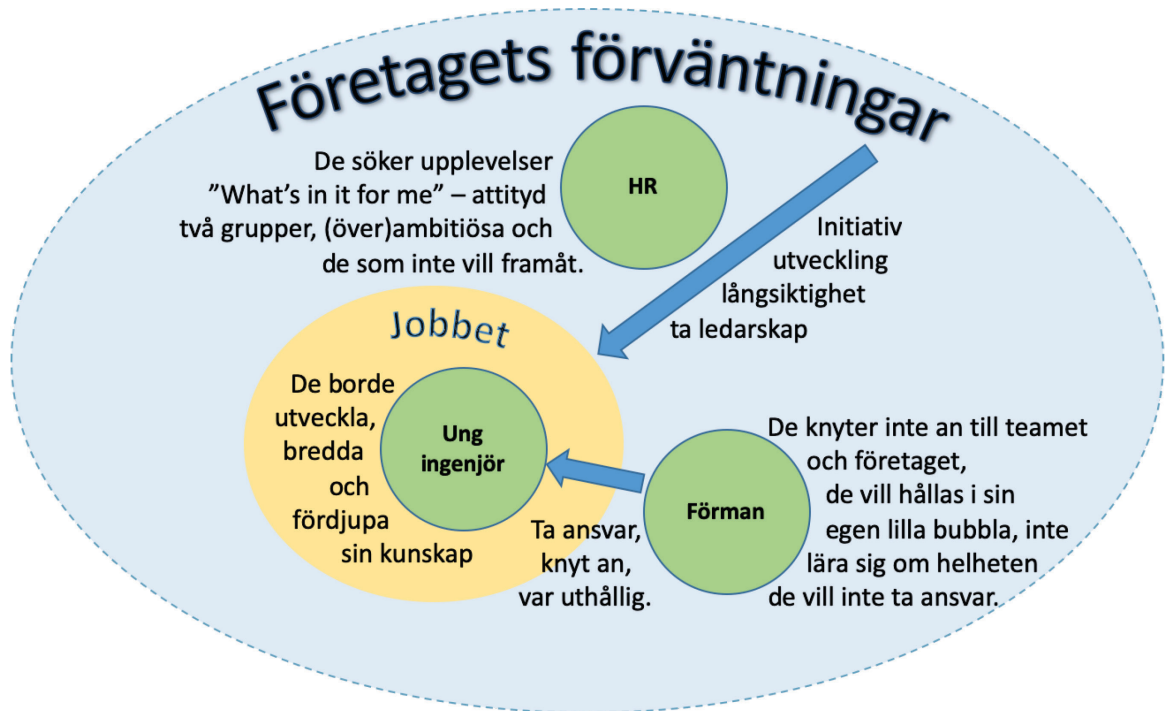 Företagets förväntningar
De söker upplevelser
”What’s in it for me” – attityd
två grupper, (över)ambitiösa och
de som inte vill framåt.
HR
Initiativ
utveckling
långsiktighet
ta ledarskap
Jobbet
De borde
utveckla,
bredda
och
fördjupa
sin kunskap
Ung
ingenjör
Ta ansvar,
knyt an,
var uthållig.
Förman
De knyter inte an till teamet
och företaget,
de vill hållas i sin
egen lilla bubbla, inte
lära sig om helheten
de vill inte ta ansvar.